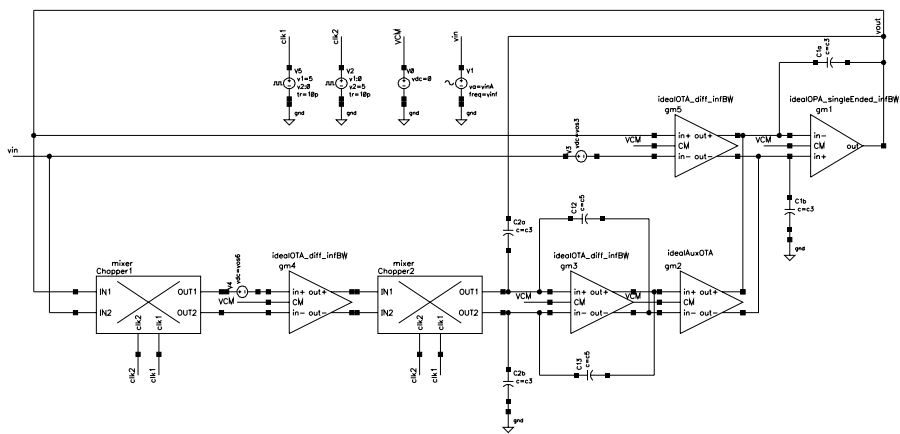 vout
clk1
clk2
VCM
vin
V5
v1=5
v2:0
tr=10p
gnd
V2
v1:0
v2=5
tr=10p
gnd
V0
vdc=0
gnd
V1
va=vinA
freq=vinf
gnd
C1a
c=c3
idealOTA_diff_infBW
gm5
in+ out+
CM
in- out-
VCM
idealOPA_singleEnded_infBW
gm1
in-
CM
in+
out
VCM
vin
V3
vdc=vos3
C1b
c=c3
gnd
C2a
c=c3
C12
c=c5
mixer
Chopper1
IN1
IN2
OUT1
OUT2
clk2
clk1
clk2
clk1
V4
vdc=vos6
VCM
idealOTA_diff_infBW
gm4
in+ out+
CM
in- out-
mixer
Chopper2
IN1
IN2
OUT1
OUT2
clk2
clk1
clk2
clk1
VCM
idealOTA_diff_infBW
gm3
in+ out+
CM
in- out-
VCM
idealAuxOTA
gm2
in+ out+
CM
in- out-
C13
c=c5
C2b
c=c3
gnd